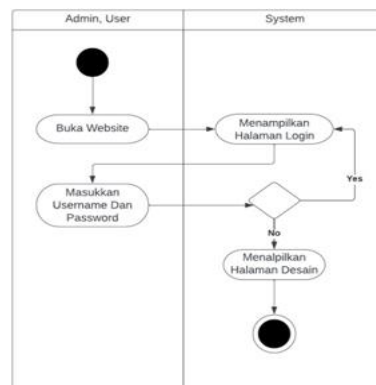 Admin, User
System
Buka Website
Menampilkan
Halaman Login
Masukkan
Username Dan
Password
Yes
No
Menalpilkan
Halaman Desain